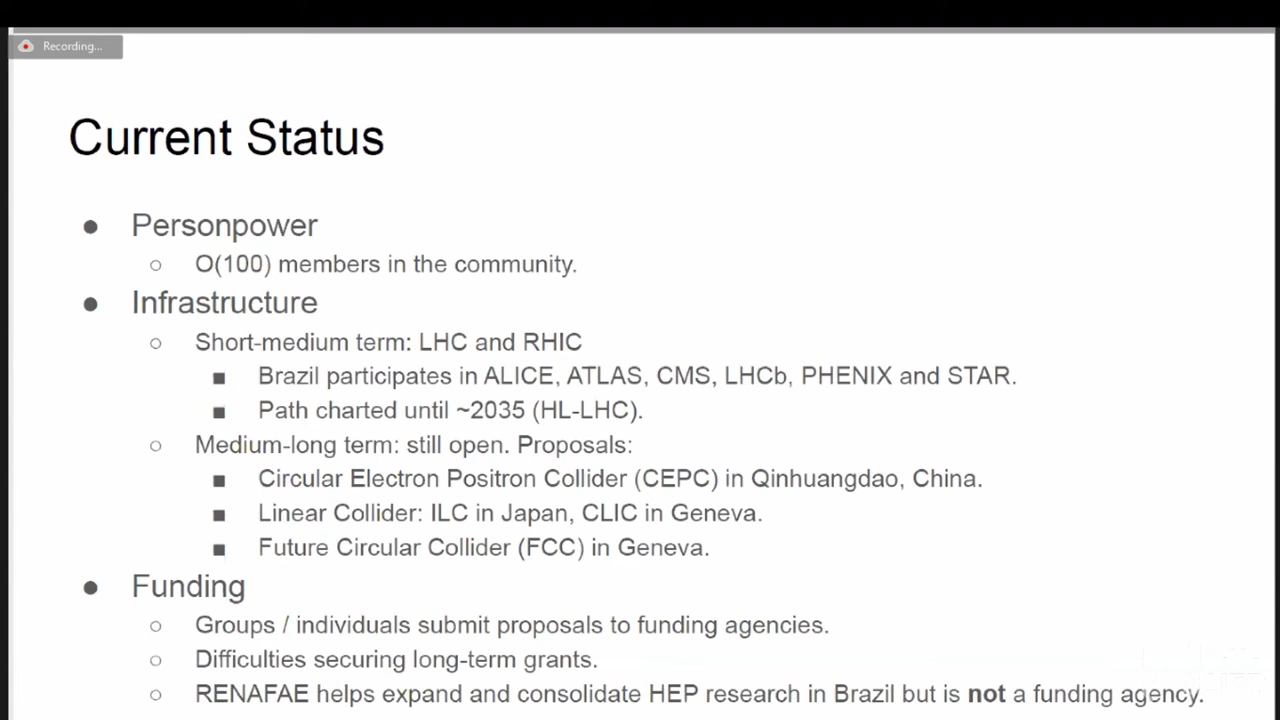 Recording...
Current Status
● Personpower
○ O(100) members in the community.
● Infrastructure
○ Short-medium term: LHC and RHIC
■ Brazil participates in ALICE, ATLAS, CMS, LHCb, PHENIX and STAR.
■ Path charted until ~2035 (HL-LHC).
○ Medium-long term: still open. Proposals:
■ Circular Electron Positron Collider (CEPC) in Qinhuangdao, China.
■ Linear Collider: ILC in Japan, CLIC in Geneva.
■ Future Circular Collider (FCC) in Geneva.
● Funding
○ Groups / individuals submit proposals to funding agencies.
○ Difficulties securing long-term grants.
○ RENAFAE helps expand and consolidate HEP research in Brazil but is not a funding agency.